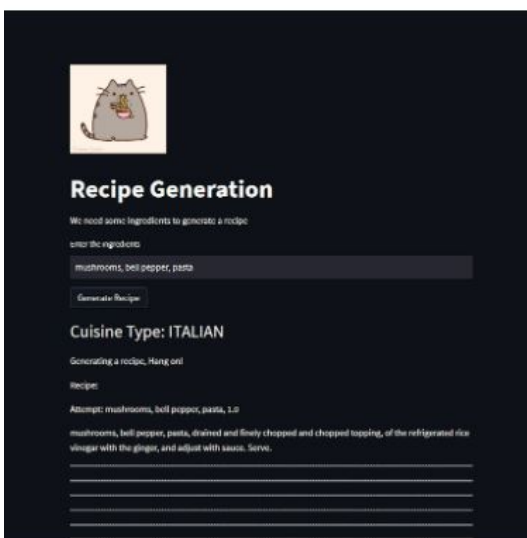 Recipe Generation
We need some ingredients to generate a recipe
enter the ingredients
mushrooms, bell pepper, pasta
Generate Recipe
Cuisine Type: ITALIAN
Generating a recipe, Hang on!
Recipe:
Attempt: mushrooms, bell pepper, pasta, 1.0
mushrooms, bell pepper, pasta, drained and finely chopped and chopped topping, of the refrigerated rice
vinegar with the ginger, and adjust with sauce. Serve.